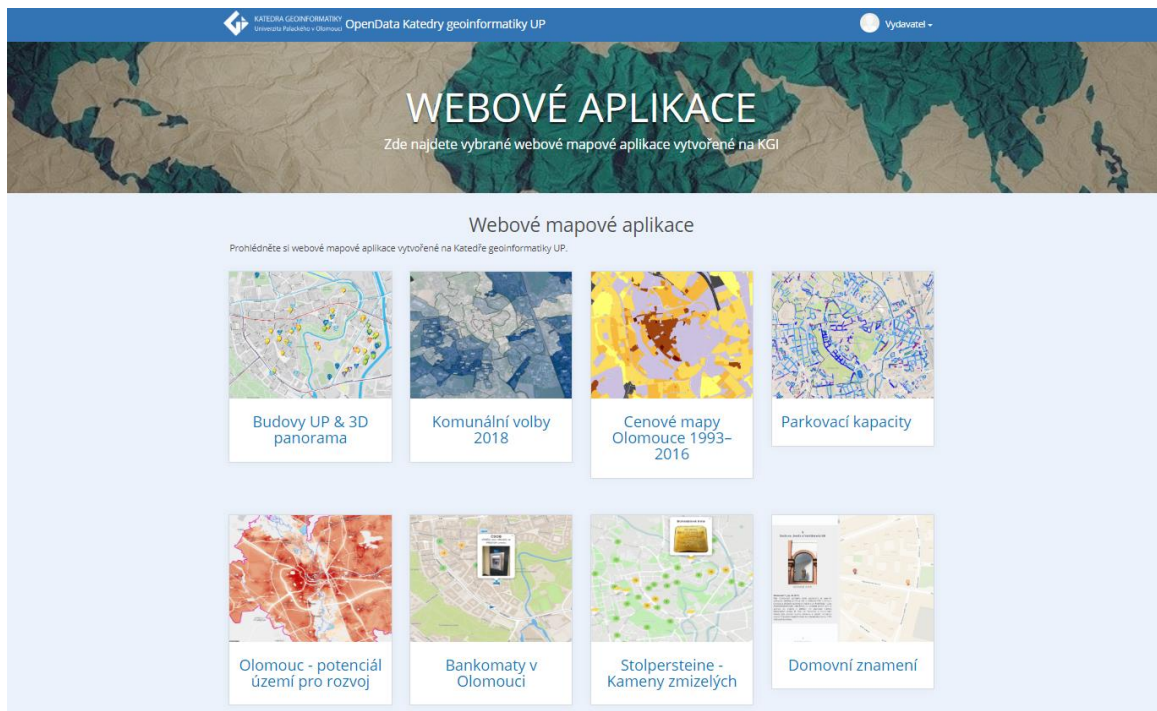 KATEDRA GEOINFORMATIKY
Univerzita Palackého v Olomouci
OpenData Katedry geoinformatiky UP
Vydavatel
WEBOVÉ APLIKACE
Zde najdete vybrané webové mapové aplikace vytvořené na KGI
Webové mapové aplikace
Prohlédněte si webové mapové aplikace vytvořené na Katedře geoinformatiky UP.
Budovy UP & 3D
panorama
Komunální volby
2018
Cenové mapy
Olomouce 1993–
2016
Parkovací kapacity
Olomouc - potenciál
území pro rozvoj
Bankomaty v
Olomouci
Stolpersteine -
Kameny zmizelých
Domovní znamení